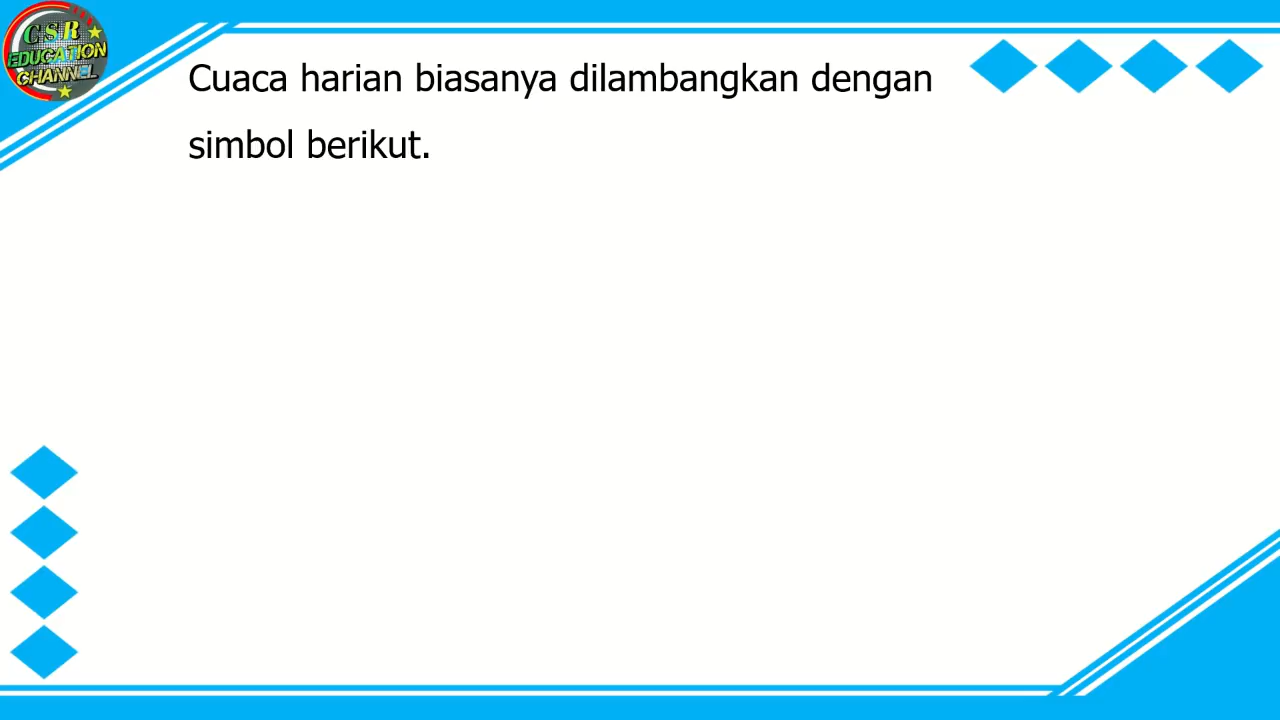 CSR
EDUCATION
CHANNEL
Cuaca harian biasanya dilambangkan dengan
simbol berikut.